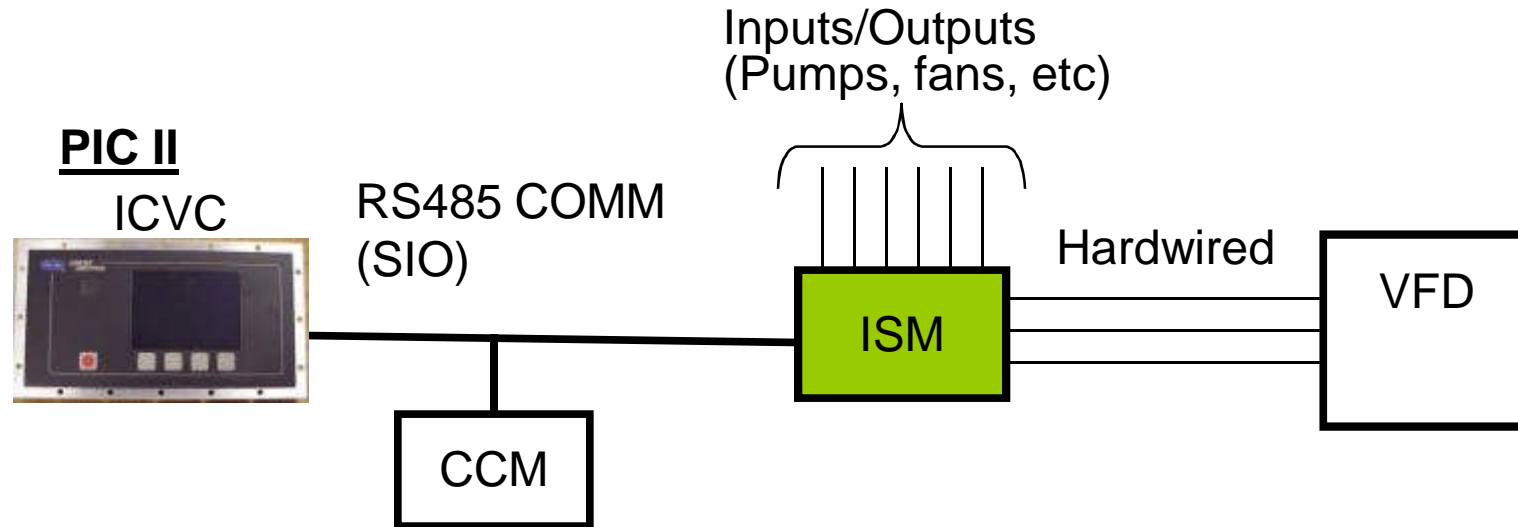 Inputs/Outputs
(Pumps, fans, etc)
PIC II
ICVC
RS485 COMM
(SIO)
Hardwired
VFD
ISM
CCM